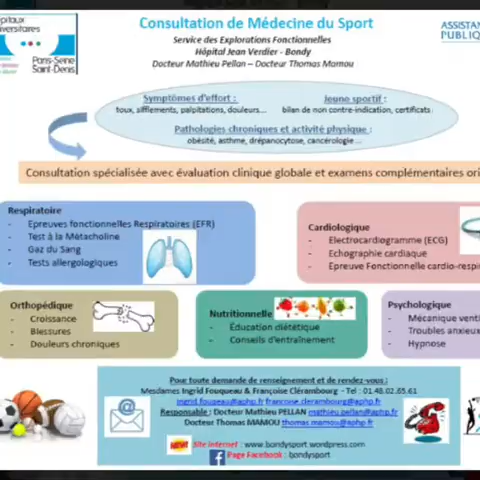 Hôpitaux
Universitaires
Paris-Seine
Saint-Denis
Consultation de Médecine du Sport
Service des Explorations Fonctionnelles
Hôpital Jean Verdier - Bondy
Docteur Mathieu Pellan – Docteur Thomas Mamou
ASSISTAN
PUBLIQU
Symptômes d'effort :
toux, sifflements, palpitations, douleurs...
Jeune sportif :
bilan de non contre-indication, certificats
Pathologies chroniques et activité physique :
obésité, asthme, drépanocytose, cancérologie...
Consultation spécialisée avec évaluation clinique globale et examens complémentaires ori
Respiratoire
- Epreuves fonctionnelles Respiratoires (EFR)
- Test à la Métacholine
- Gaz du Sang
- Tests allergologiques
Cardiologique
- Electrocardiogramme (ECG)
- Echographie cardiaque
- Epreuve Fonctionnelle cardio-respi
Orthopédique
- Croissance
- Blessures
- Douleurs chroniques
Nutritionnelle
- Éducation diététique
- Conseils d'entraînement
Psychologique
- Mécanique venti
- Troubles anxieux
- Hypnose
Pour toute demande de renseignement et de rendez-vous :
Mesdames Ingrid Fouqueau & Françoise Clérambourg - Tel : 01.48.02.65.61
ingrid.fouqeau@aphp.fr francoise.clerambourg@aphp.fr
Responsable : Docteur Mathieu PELLAN mathieu.pellan@aphp.fr
Docteur Thomas MAMOU thomas.mamou@aphp.fr
NEW Site internet : www.bondysport.wordpress.com
Page Facebook : bondysport